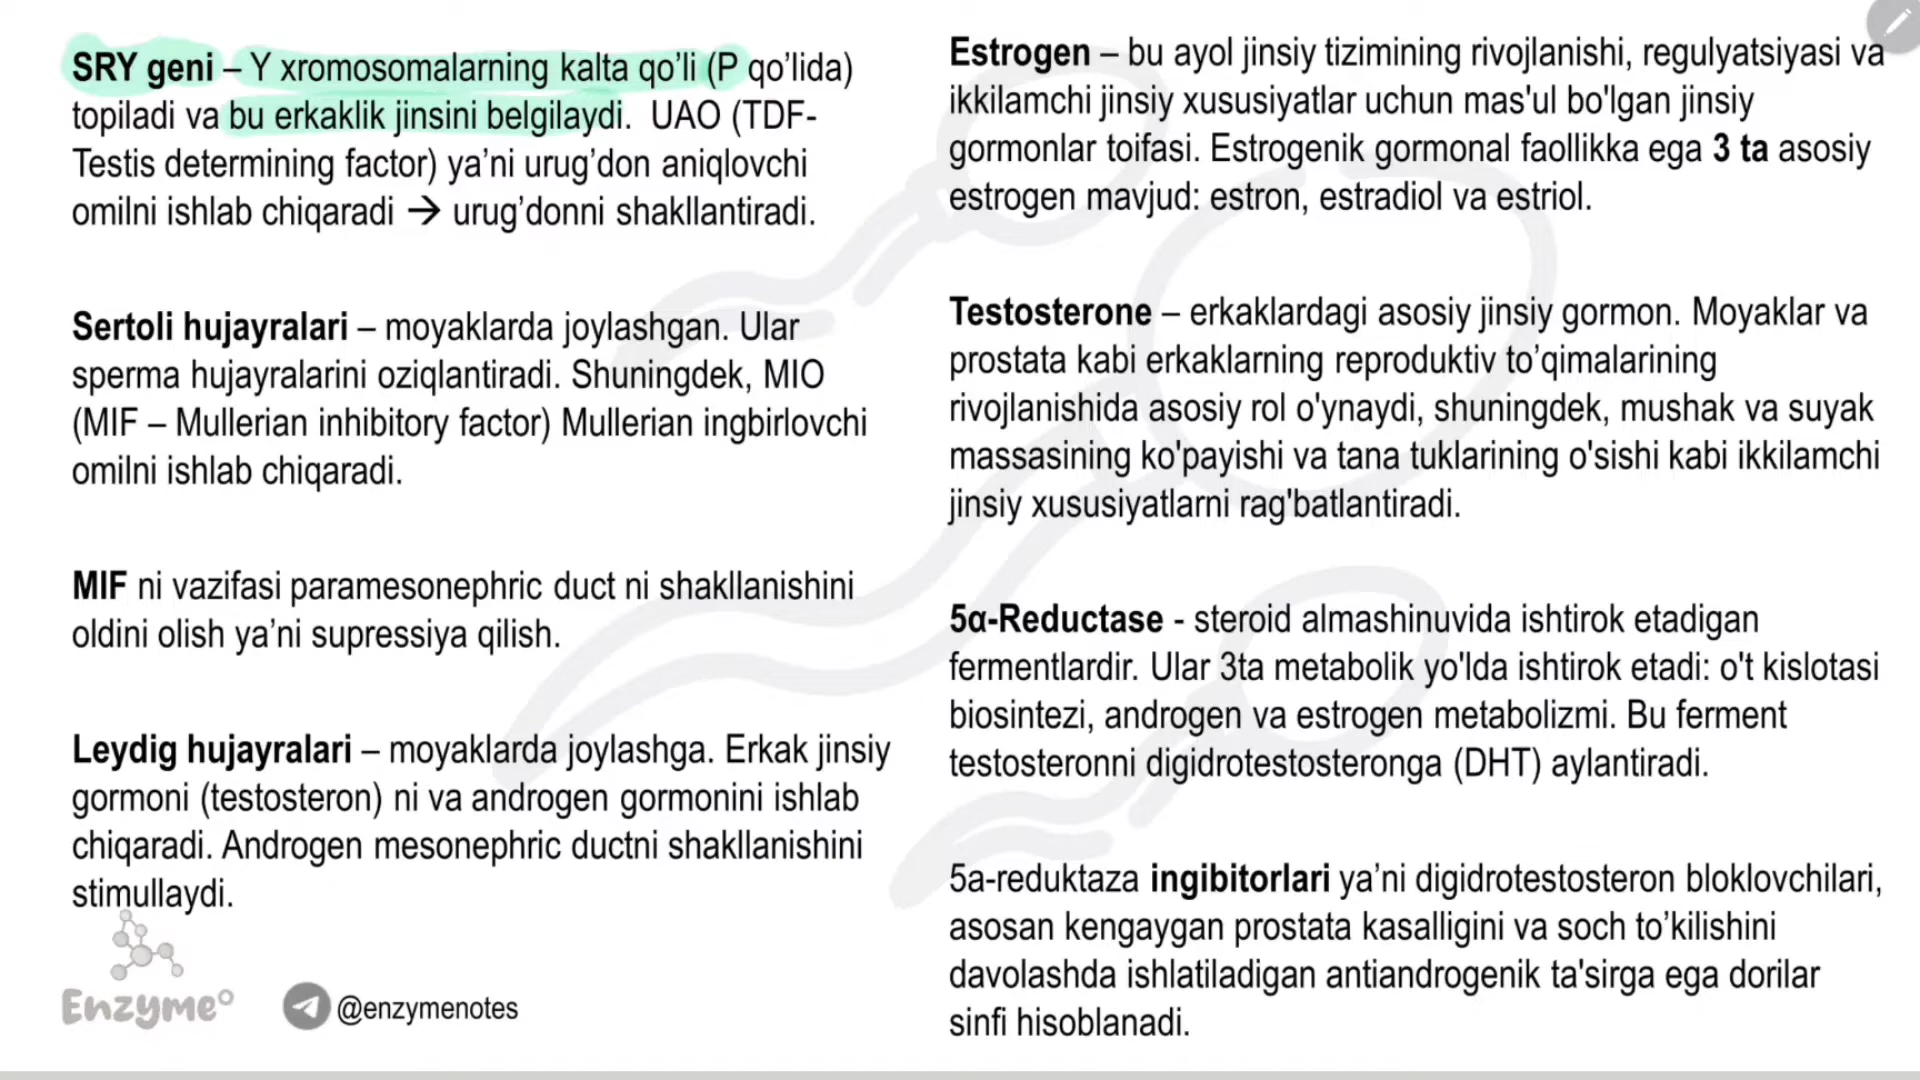 SRY geni – Y xromosomalarning kalta qo’li (P qo’lida)
topiladi va bu erkaklik jinsini belgilaydi. UAO (TDF-
Testis determining factor) ya’ni urug’don aniqlovchi
omilni ishlab chiqaradi → urug’donni shakllantiradi.
Sertoli hujayralari – moyaklarda joylashgan. Ular
sperma hujayralarini oziqlantiradi. Shuningdek, MIO
(MIF – Mullerian inhibitory factor) Mullerian ingbirlovchi
omilni ishlab chiqaradi.
MIF ni vazifasi paramesonephric duct ni shakllanishini
oldini olish ya’ni supressiya qilish.
Leydig hujayralari – moyaklarda joylashga. Erkak jinsiy
gormoni (testosteron) ni va androgen gormonini ishlab
chiqaradi. Androgen mesonephric ductni shakllanishini
stimullaydi.
Enzyme
@enzymenotes
Estrogen – bu ayol jinsiy tizimining rivojlanishi, regulyatsiyasi va
ikkilamchi jinsiy xususiyatlar uchun mas'ul bo'lgan jinsiy
gormonlar toifasi. Estrogenik gormonal faollikka ega 3 ta asosiy
estrogen mavjud: estron, estradiol va estriol.
Testosterone – erkaklardagi asosiy jinsiy gormon. Moyaklar va
prostata kabi erkaklarning reproduktiv to’qimalarining
rivojlanishida asosiy rol o'ynaydi, shuningdek, mushak va suyak
massasining ko'payishi va tana tuklarining o'sishi kabi ikkilamchi
jinsiy xususiyatlarni rag'batlantiradi.
5α-Reductase - steroid almashinuvida ishtirok etadigan
fermentlardir. Ular 3ta metabolik yo'lda ishtirok etadi: o't kislotasi
biosintezi, androgen va estrogen metabolizmi. Bu ferment
testosteronni digidrotestosteronga (DHT) aylantiradi.
5a-reduktaza ingibitorlari ya’ni digidrotestosteron bloklovchilari,
asosan kengaygan prostata kasalligini va soch to’kilishini
davolashda ishlatiladigan antiandrogenik ta'sirga ega dorilar
sinfi hisoblanadi.